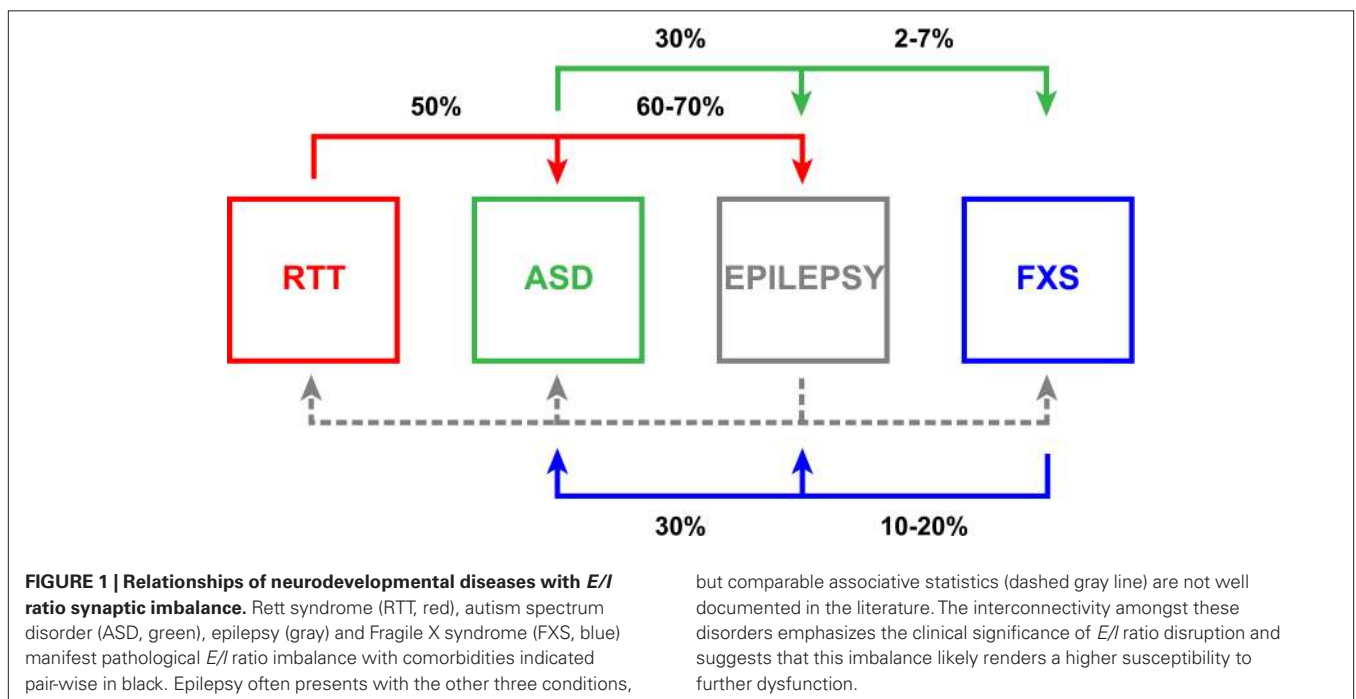 30% 2-7%
50% 60-70%
RTT ASD EPILEPSY FXS
30% 10-20%
FIGURE 1 | Relationships of neurodevelopmental diseases with E/I
ratio synaptic imbalance. Rett syndrome (RTT, red), autism spectrum
disorder (ASD, green), epilepsy (gray) and Fragile X syndrome (FXS, blue)
manifest pathological E/I ratio imbalance with comorbidities indicated
pair-wise in black. Epilepsy often presents with the other three conditions,
but comparable associative statistics (dashed gray line) are not well
documented in the literature. The interconnectivity amongst these
disorders emphasizes the clinical significance of E/I ratio disruption and
suggests that this imbalance likely renders a higher susceptibility to
further dysfunction.